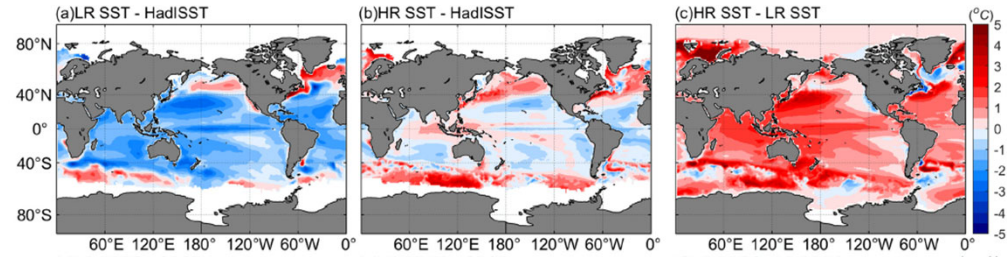 (a)LR SST - HadISST
(b)HR SST - HadISST
(c)HR SST - LR SST
(°C)
80°N
40°N
0°
40°S
80°S
60°E 120°E 180°W 120°W 60°W 0°
60°E 120°E 180°W 120°W 60°W 0°
60°E 120°E 180°W 120°W 60°W 0°
5
4
3
2
1
0
-1
-2
-3
-4
-5